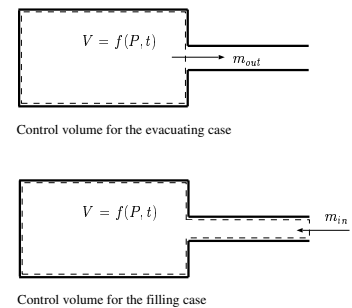 V = f(P, t)
m_out
Control volume for the evacuating case
V = f(P, t)
m_in
Control volume for the filling case